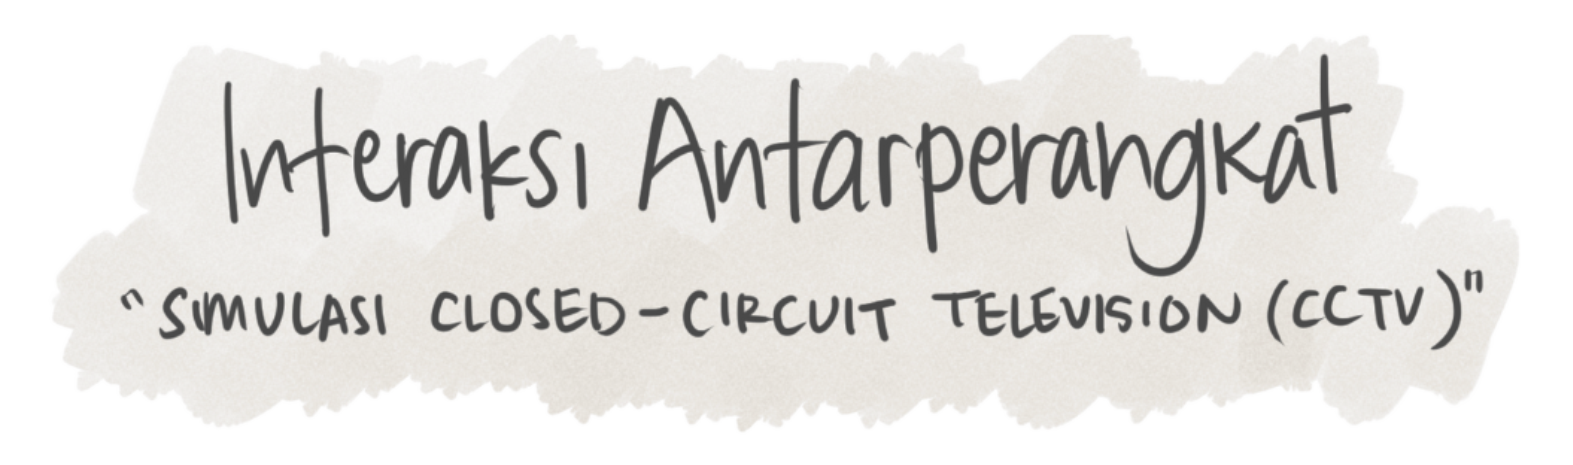 Interaksi Antarperangkat
"SIMULASI CLOSED-CIRCUIT TELEVISION (CCTV)"